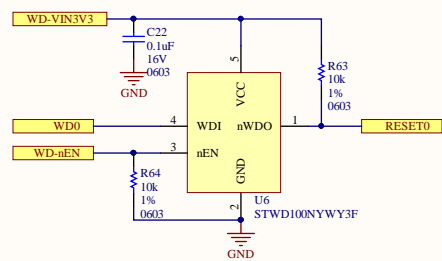 WD-VIN3V3
C22
0.1uF
16V
0603
GND
5
VCC
R63
10k
1%
0603
WD0
4
WDI
nWDO
1
RESET0
WD-nEN
3
nEN
GND
R64
10k
1%
0603
2
U6
STWD100NYWY3F
GND